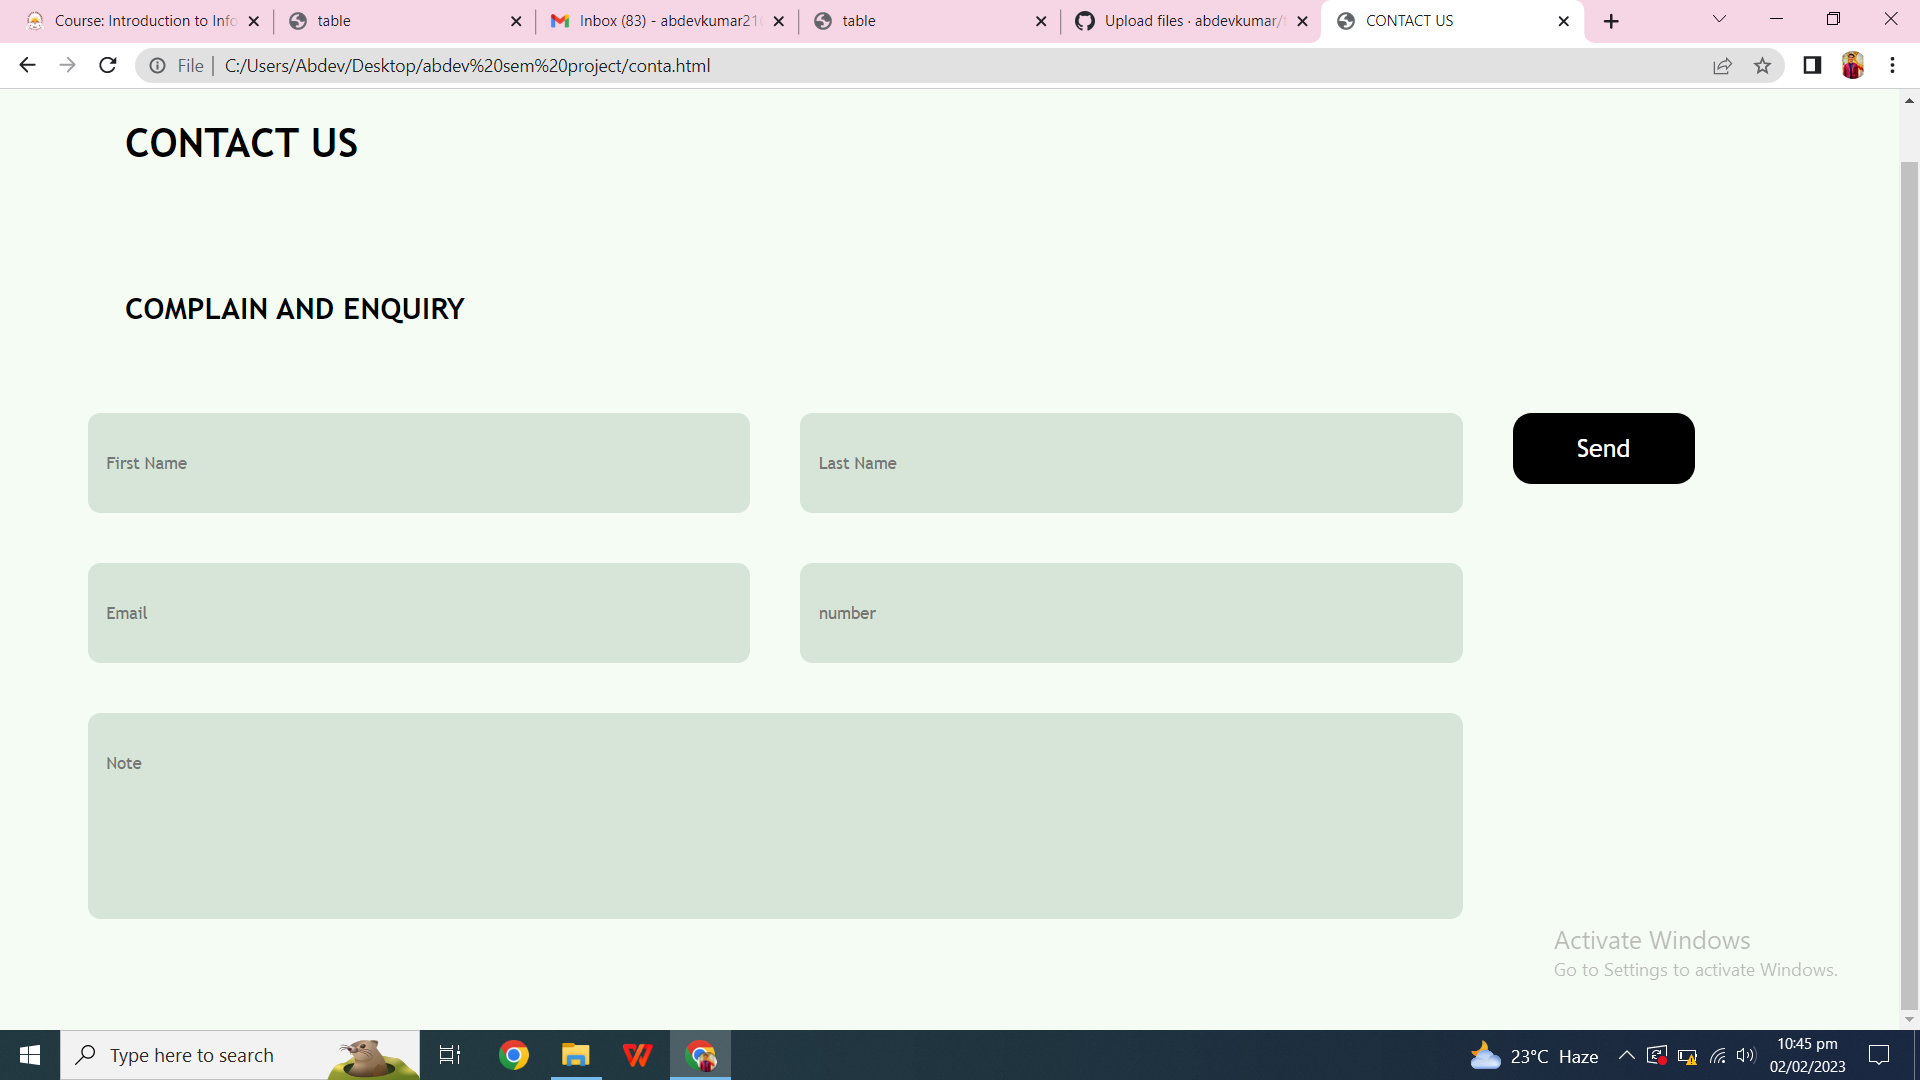 Course: Introduction to Info
table
Inbox (83) - abdevkumar21
table
Upload files · abdevkumar/
CONTACT US
File | C:/Users/Abdev/Desktop/abdev%20sem%20project/conta.html
CONTACT US
COMPLAIN AND ENQUIRY
First Name
Last Name
Send
Email
number
Note
Activate Windows
Go to Settings to activate Windows.
Type here to search
23°C Haze
10:45 pm
02/02/2023